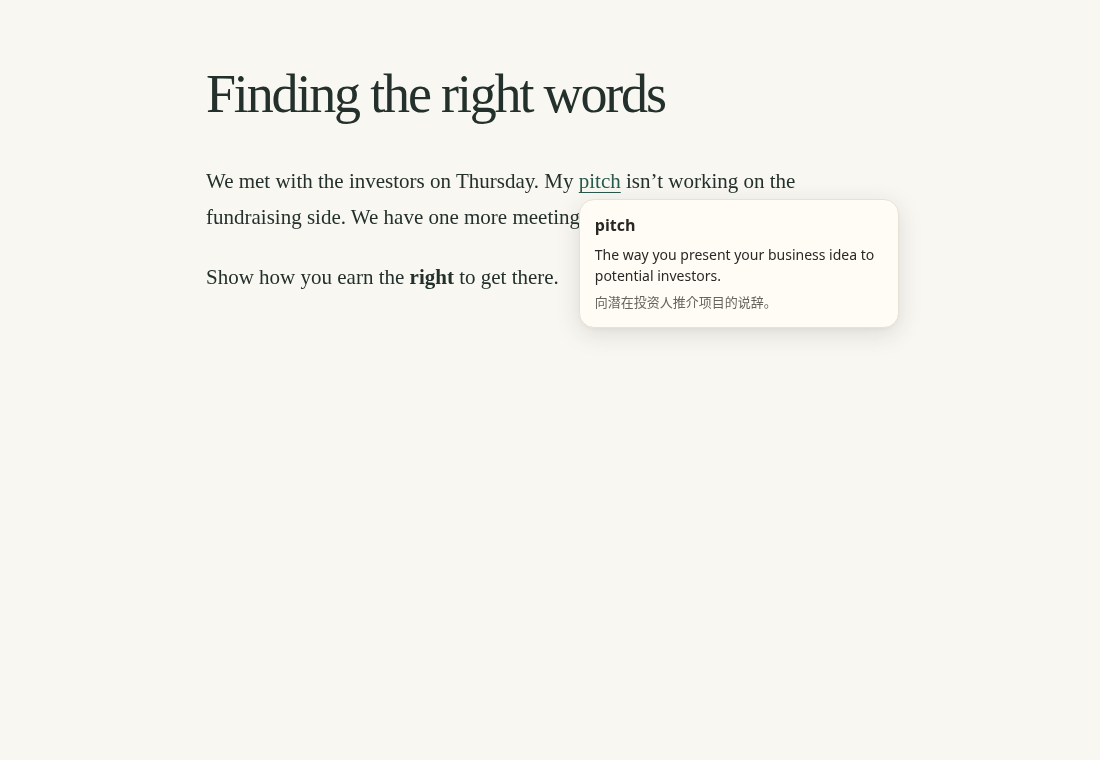 Finding the right words
We met with the investors on Thursday. My pitch isn’t working on the
fundraising side. We have one more meeting
pitch
The way you present your business idea to
potential investors.
向潜在投资人推介项目的说辞。
Show how you earn the right to get there.